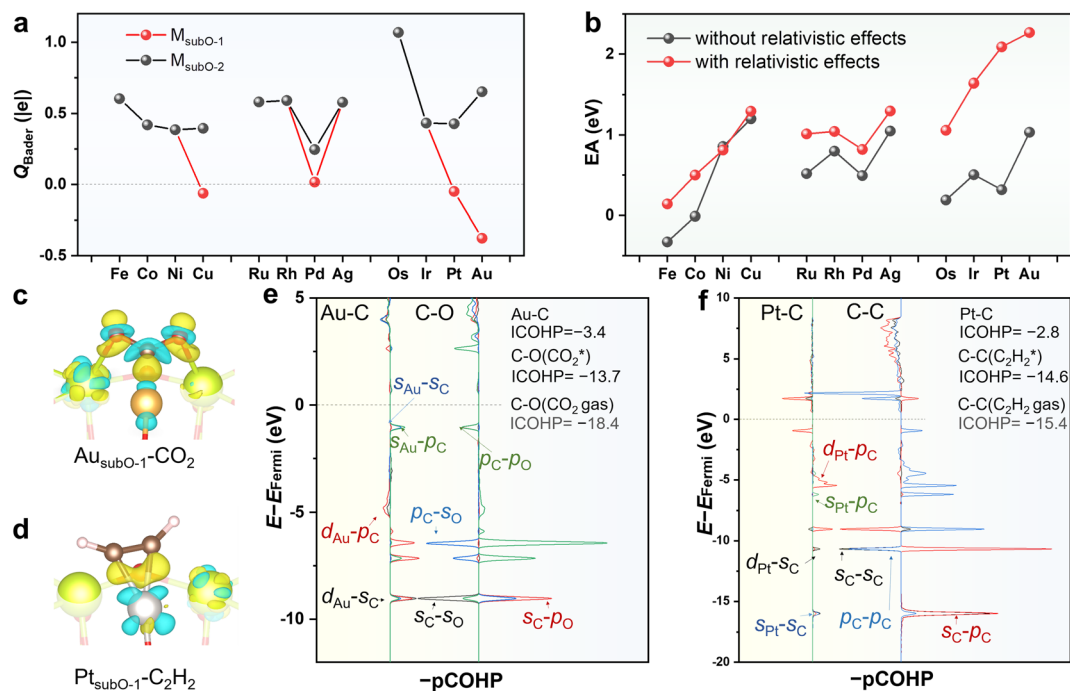 a
Q_Bader (|e|)
M_subO-1
M_subO-2
1.0
0.5
0.0
-0.5
Fe Co Ni Cu Ru Rh Pd Ag Os Ir Pt Au
b
EA (eV)
without relativistic effects
with relativistic effects
2
1
0
Fe Co Ni Cu Ru Rh Pd Ag Os Ir Pt Au
c
Au_subO-1-CO₂
d
Pt_subO-1-C₂H₂
e
E−E_Fermi (eV)
5
0
-5
-10
Au-C
C-O
Au-C
ICOHP= −3.4
C-O(CO₂*)
ICOHP= −13.7
C-O(CO₂ gas)
ICOHP= −18.4
s_Au-s_C
s_Au-p_C
p_C-p_O
d_Au-p_C
p_C-s_O
d_Au-s_C
s_C-s_O
s_C-p_O
−pCOHP
f
E−E_Fermi (eV)
10
5
0
-5
-10
-15
-20
Pt-C
C-C
Pt-C
ICOHP= −2.8
C-C(C₂H₂*)
ICOHP= −14.6
C-C(C₂H₂ gas)
ICOHP= −15.4
d_Pt-p_C
s_Pt-p_C
d_Pt-s_C
s_C-s_C
s_Pt-s_C
p_C-p_C
s_C-p_C
−pCOHP